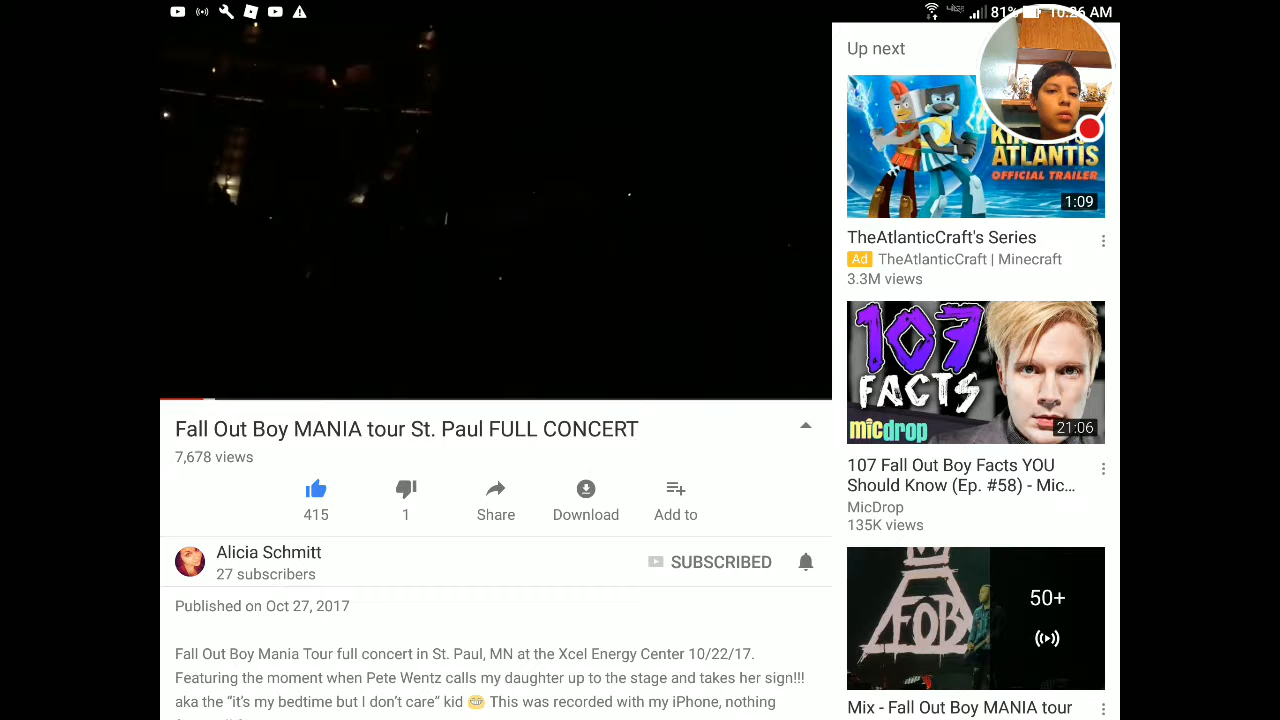 81%
10:26 AM
Up next
ATLANTIS
OFFICIAL TRAILER
1:09
TheAtlanticCraft's Series
Ad TheAtlanticCraft | Minecraft
3.3M views
107
FACTS
micdrop
21:06
107 Fall Out Boy Facts YOU
Should Know (Ep. #58) - Mic...
MicDrop
135K views
FOB
50+
Mix - Fall Out Boy MANIA tour
Fall Out Boy MANIA tour St. Paul FULL CONCERT
7,678 views
415
1
Share
Download
Add to
Alicia Schmitt
27 subscribers
SUBSCRIBED
Published on Oct 27, 2017
Fall Out Boy Mania Tour full concert in St. Paul, MN at the Xcel Energy Center 10/22/17.
Featuring the moment when Pete Wentz calls my daughter up to the stage and takes her sign!!!
aka the “it's my bedtime but I don't care“ kid 😁 This was recorded with my iPhone, nothing